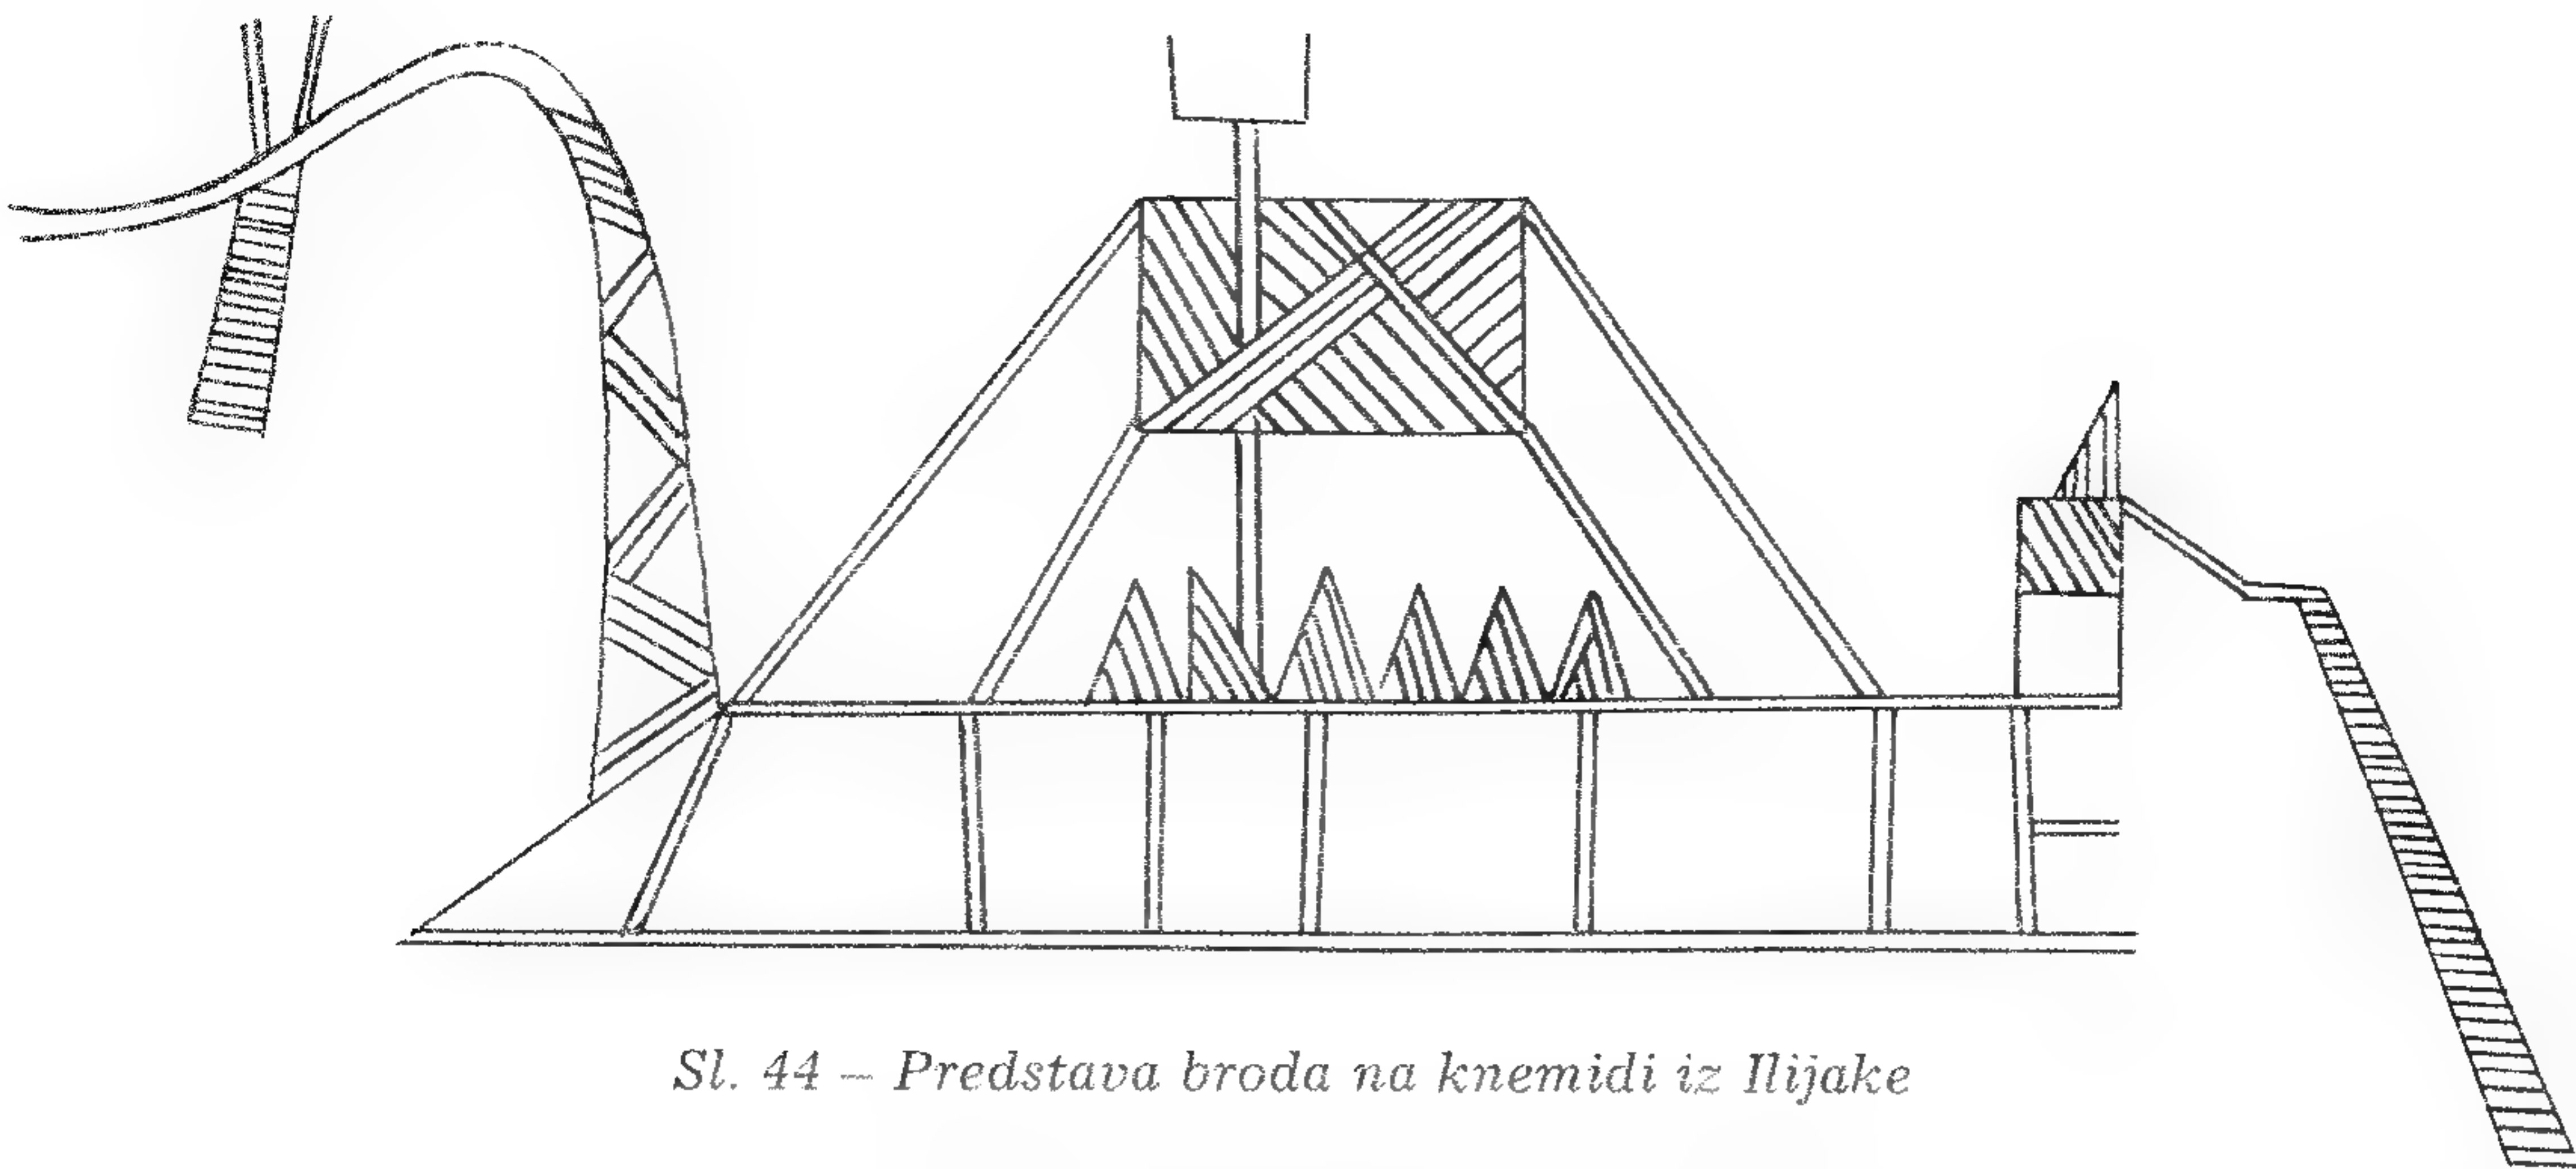 Sl. 44 – Predstava broda na knemidi iz Ilijake